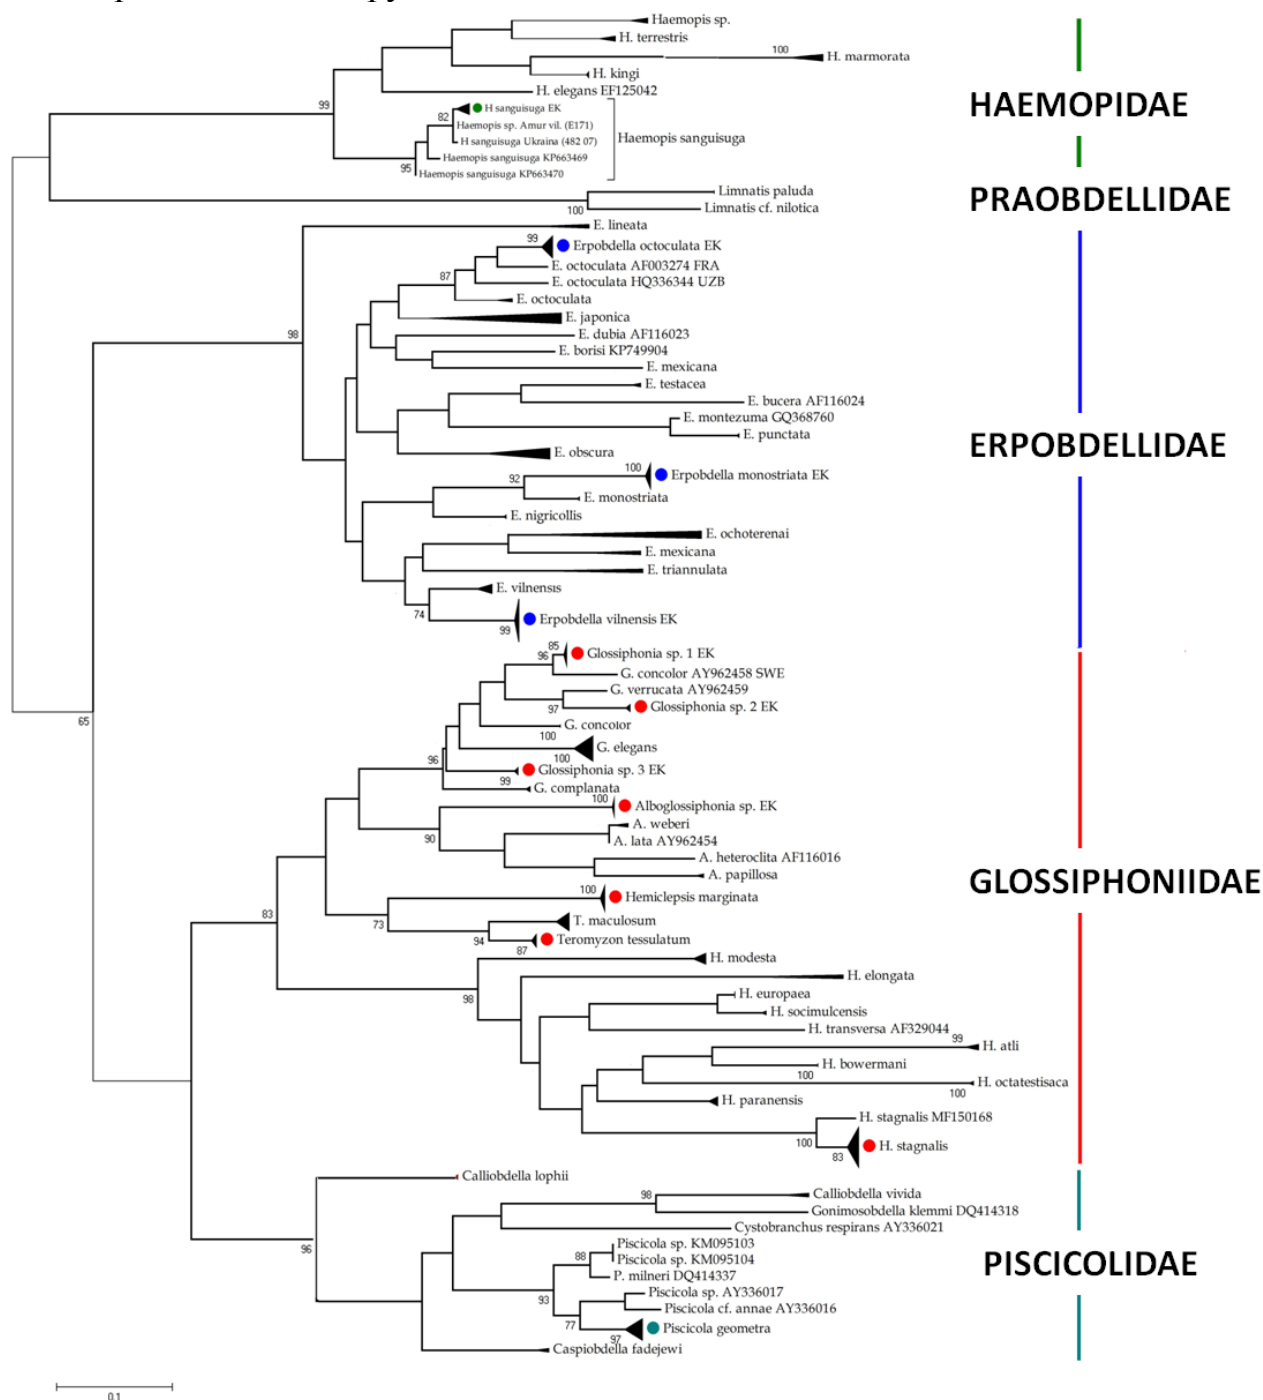 Haemopis sp.
H. terrestris
100
H. marmorata
H. kingi
H. elegans EF125042
99
HAEMOPIDAE
H sanguisuga EK
82
Haemopis sp. Amur vil. (E171)
H sanguisuga Ukraina (482 07)
Haemopis sanguisuga
Haemopis sanguisuga KP663469
95
Haemopis sanguisuga KP663470
Limnatis paluda
PRAOBDELLIDAE
100
Limnatis cf. nilotica
E. lineata
99
Erpobdella octoculata EK
E. octoculata AF003274 FRA
87
E. octoculata HQ336344 UZB
E. octoculata
E. japonica
98
E. dubia AF116023
E. borisi KP749904
E. mexicana
E. testacea
E. bucera AF116024
E. montezuma GQ368760
E. punctata
ERPOBDELLIDAE
E. obscura
100
Erpobdella monostriata EK
92
E. monostriata
E. nigricollis
E. ochoterenai
E. mexicana
E. triannulata
E. vilnensis
74
Erpobdella vilnensis EK
99
85
Glossiphonia sp. 1 EK
96
G. concolor AY962458 SWE
G. verrucata AY962459
97
Glossiphonia sp. 2 EK
65
G. concolor
100
G. elegans
100
96
Glossiphonia sp. 3 EK
99
G. complanata
100
Alboglossiphonia sp. EK
A. weberi
90
A. lata AY962454
A. heteroclita AF116016
A. papillosa
GLOSSIPHONIIDAE
100
Hemiclepsis marginata
83
73
T. maculosum
94
Teromyzon tessulatum
87
H. modesta
H. elongata
98
H. europaea
H. socimulcensis
H. transversa AF329044
99
H. atli
H. bowermani
100
H. octatestisaca
100
H. paranensis
H. stagnalis MF150168
100
H. stagnalis
83
Calliobdella lophii
98
Calliobdella vivida
Gonimosobdella klemmi DQ414318
Cystobranchus respirans AY336021
96
Piscicola sp. KM095103
88
Piscicola sp. KM095104
PISCICOLIDAE
P. milneri DQ414337
93
Piscicola sp. AY336017
Piscicola cf. annae AY336016
77
Piscicola geometra
97
Caspiobdella fadejewi
0.1